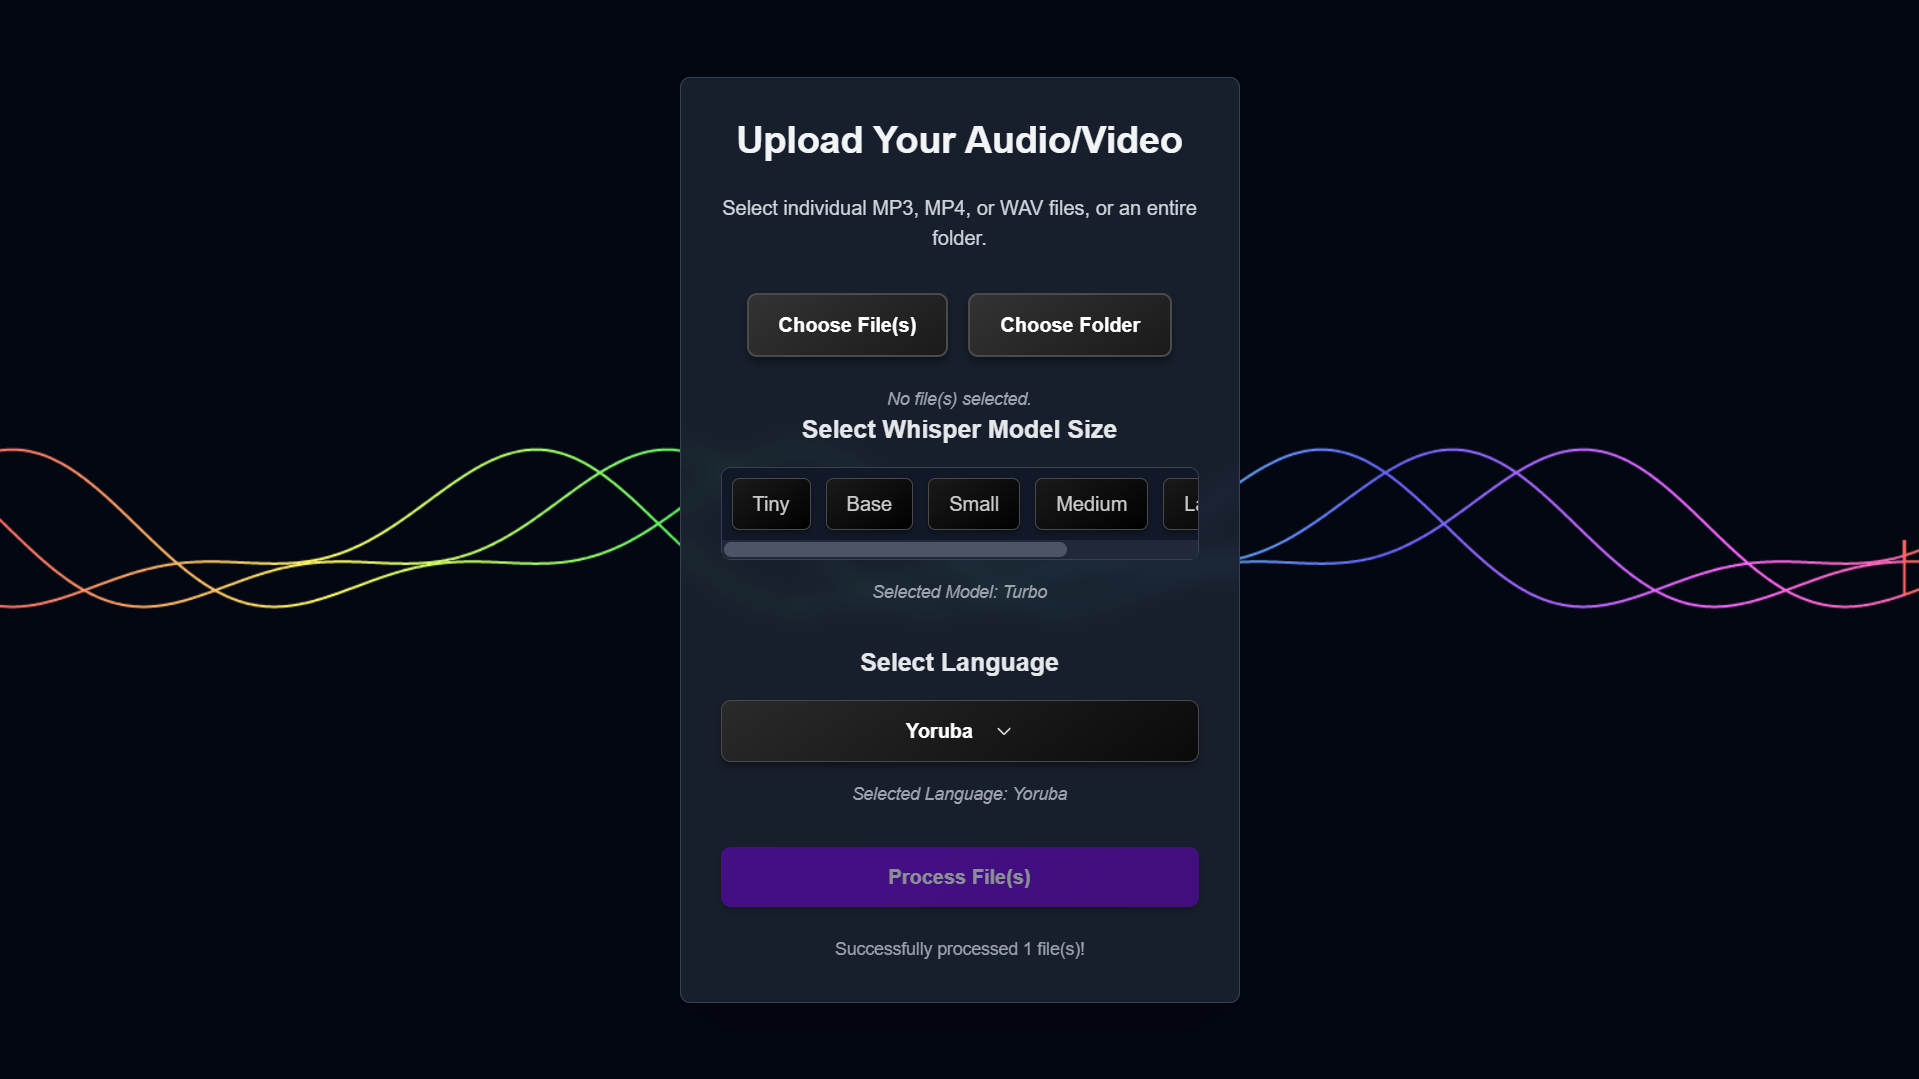 Upload Your Audio/Video
Select individual MP3, MP4, or WAV files, or an entire
folder.
Choose File(s)
Choose Folder
No file(s) selected.
Select Whisper Model Size
Tiny
Base
Small
Medium
Selected Model: Turbo
Select Language
Yoruba
Selected Language: Yoruba
Process File(s)
Successfully processed 1 file(s)!